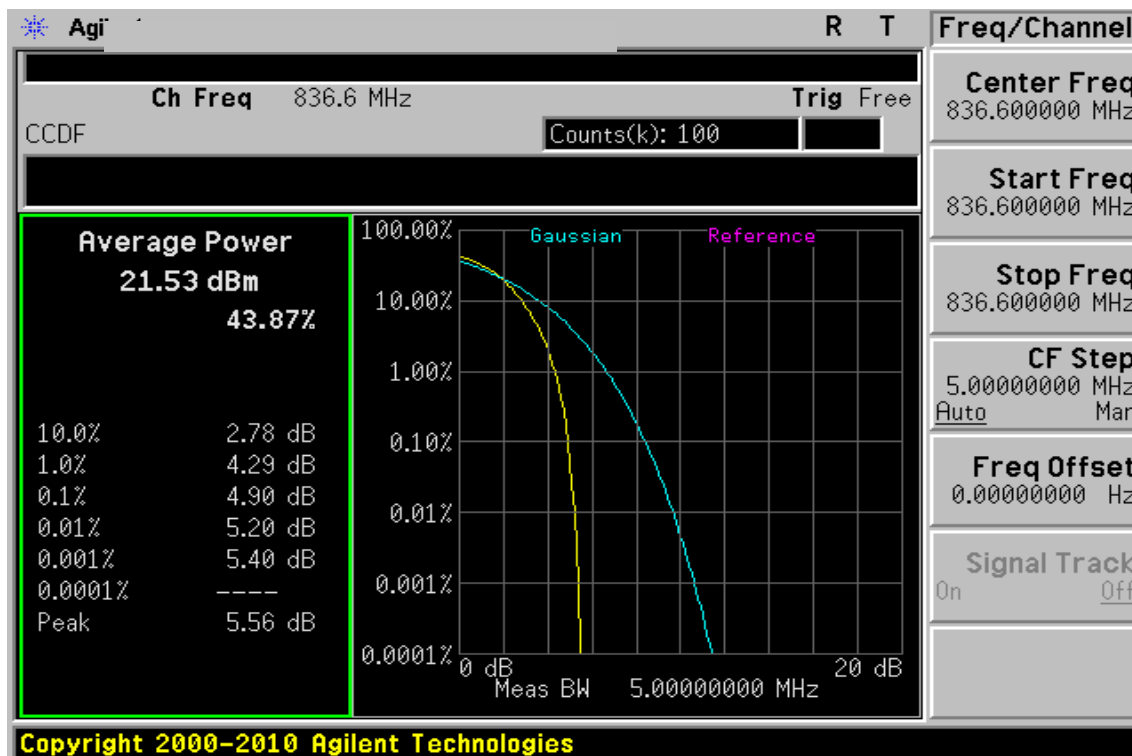 Agi R T
Ch Freq 836.6 MHz Trig Free
CCDF Counts(k): 100
Average Power
21.53 dBm
43.87%
10.0% 2.78 dB
1.0% 4.29 dB
0.1% 4.90 dB
0.01% 5.20 dB
0.001% 5.40 dB
0.0001% ----
Peak 5.56 dB
Gaussian Reference
100.00%
10.00%
1.00%
0.10%
0.01%
0.001%
0.0001%
0 dB 20 dB
Meas BW 5.00000000 MHz
Freq/Channel
Center Freq
836.600000 MHz
Start Freq
836.600000 MHz
Stop Freq
836.600000 MHz
CF Step
5.00000000 MHz
Auto Man
Freq Offset
0.00000000 Hz
Signal Track
On Off
Copyright 2000-2010 Agilent Technologies